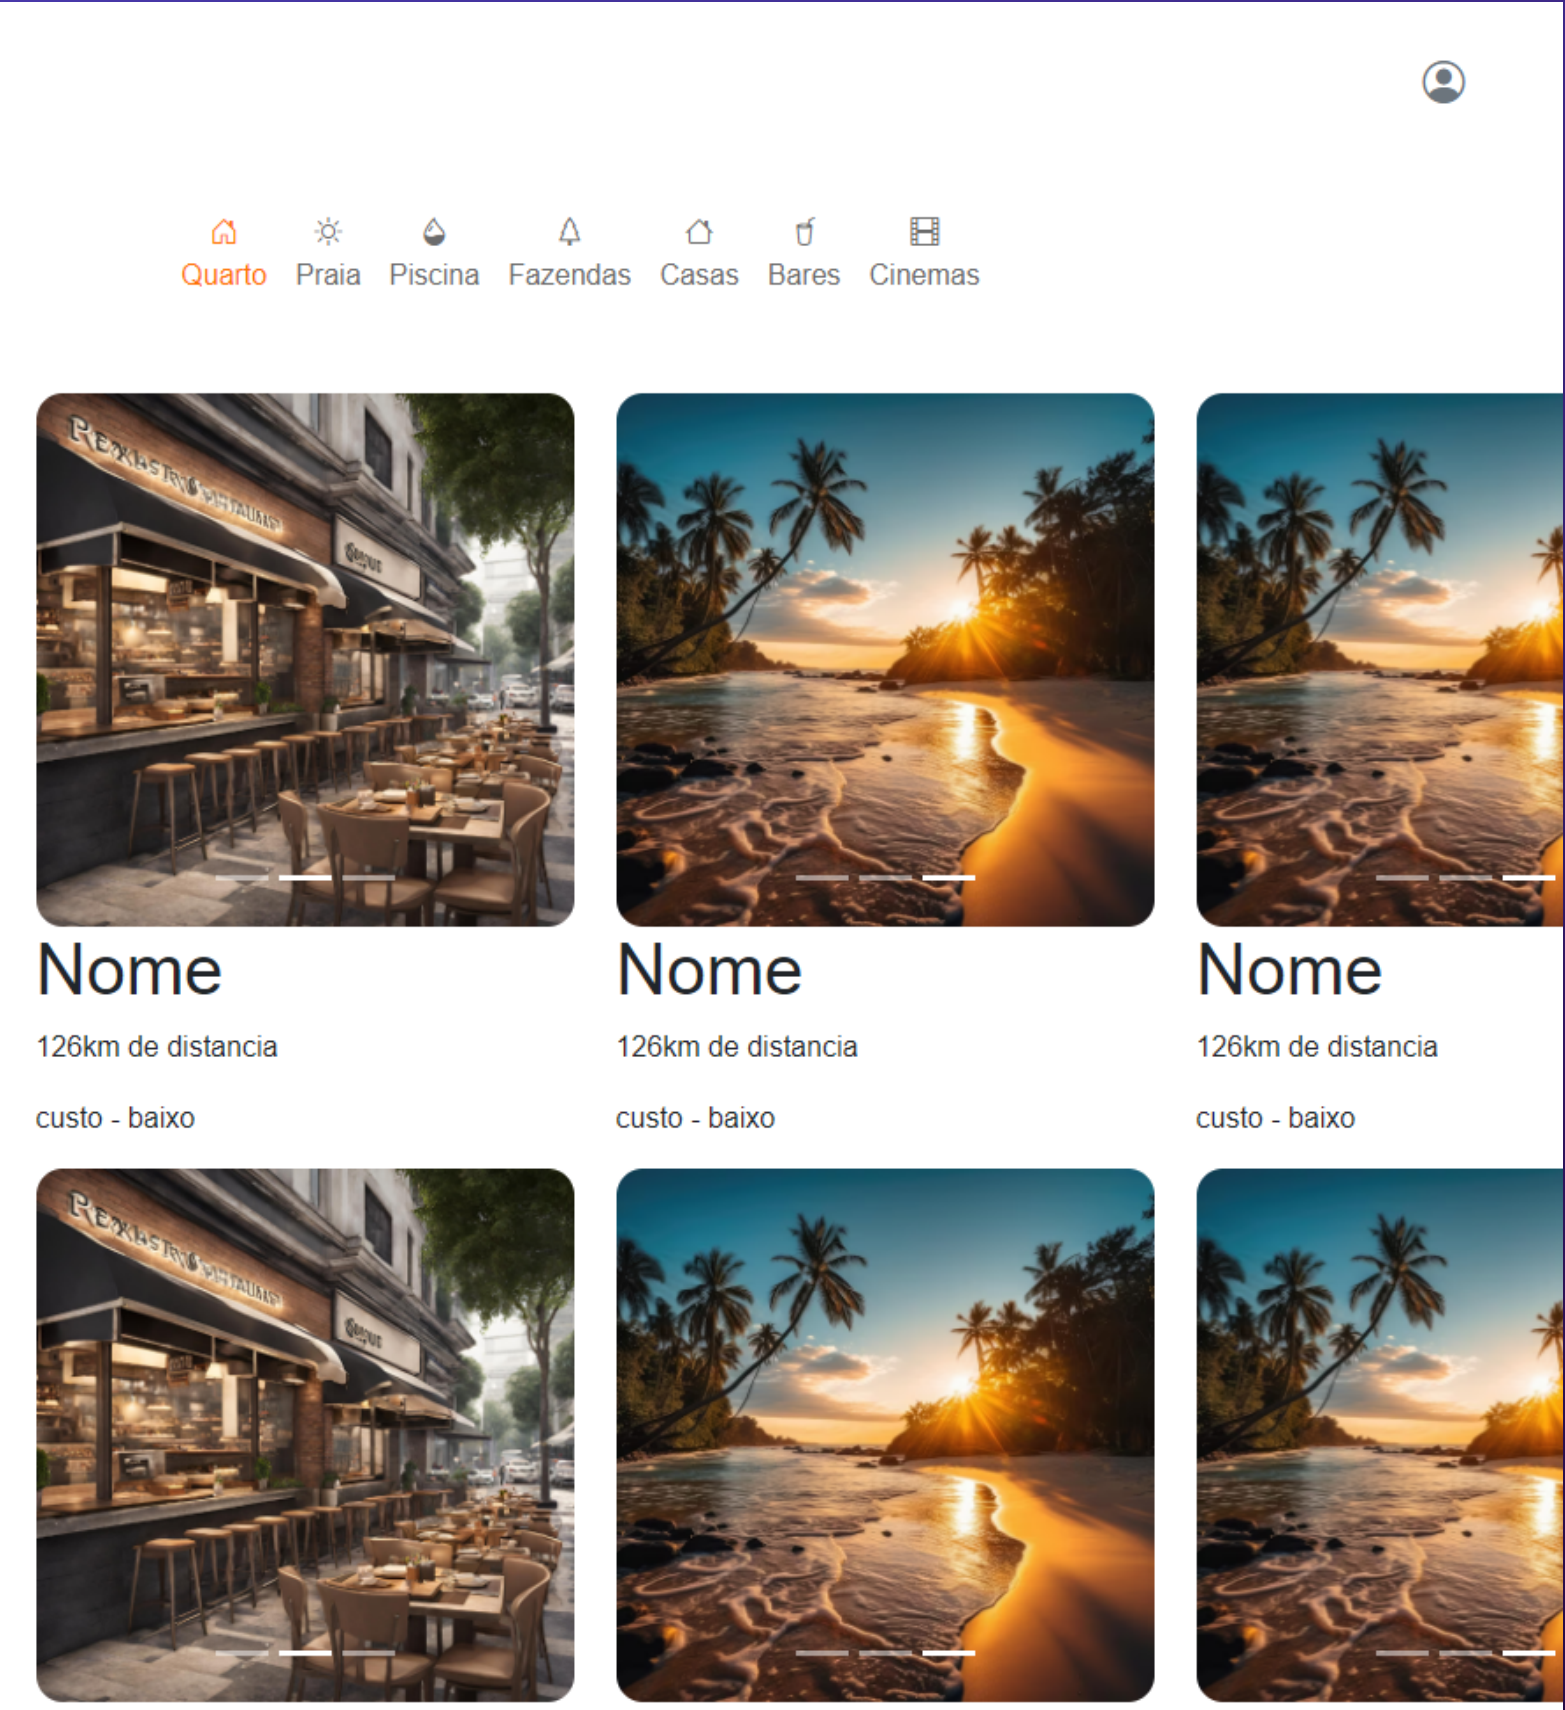 Quarto Praia Piscina Fazendas Casas Bares Cinemas
Nome Nome Nome
126km de distancia 126km de distancia 126km de distancia
custo - baixo custo - baixo custo - baixo